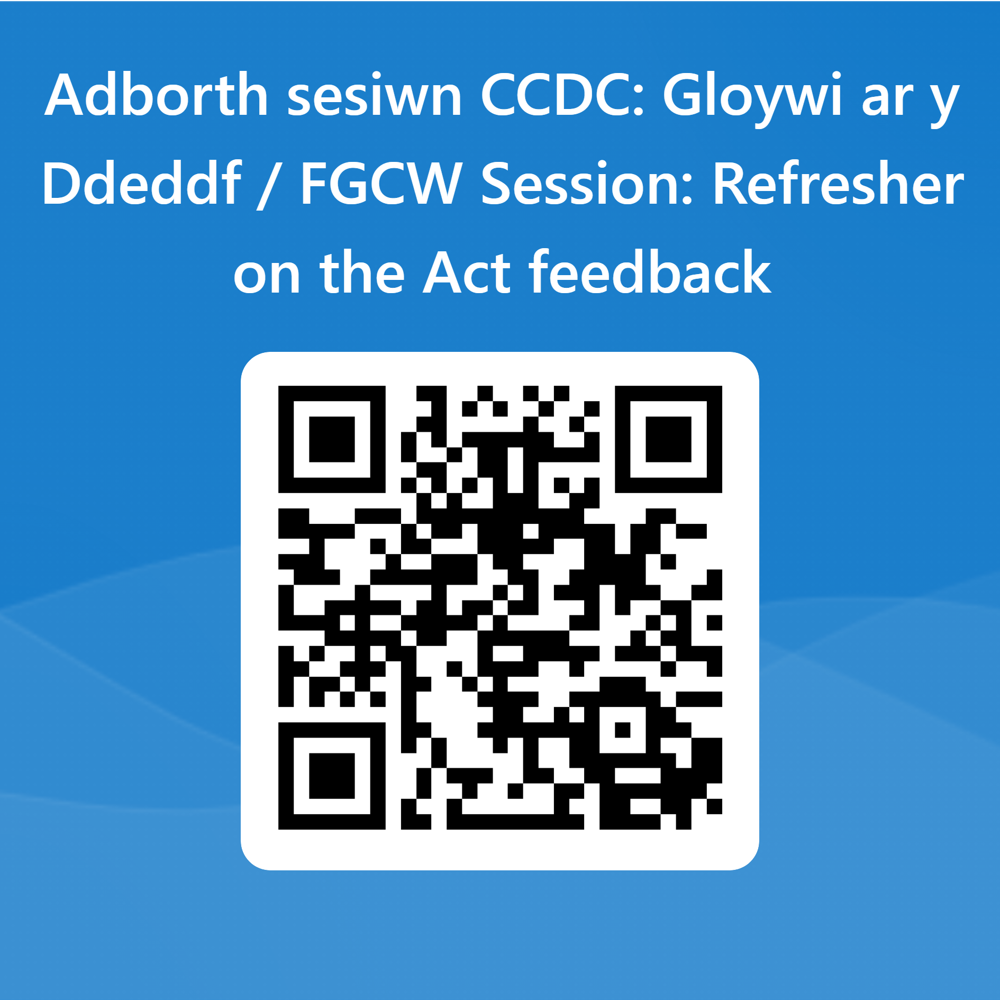 Adborth sesiwn CCDC: Gloywi ar y
Ddeddf / FGCW Session: Refresher
on the Act feedback